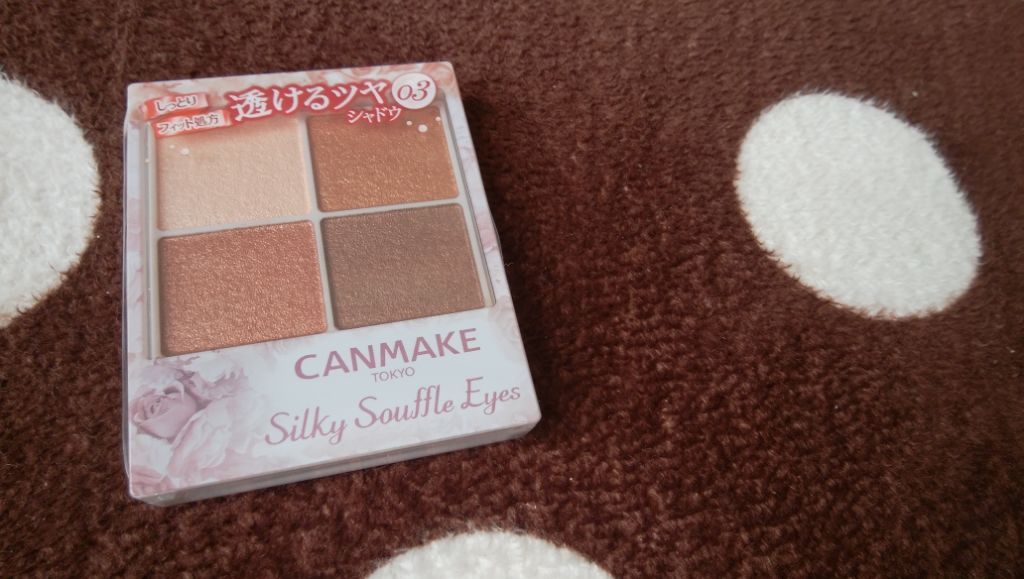 しっとり
フィット処方
透けるツヤ
シャドウ
03
CANMAKE
TOKYO
Silky Souffle Eyes